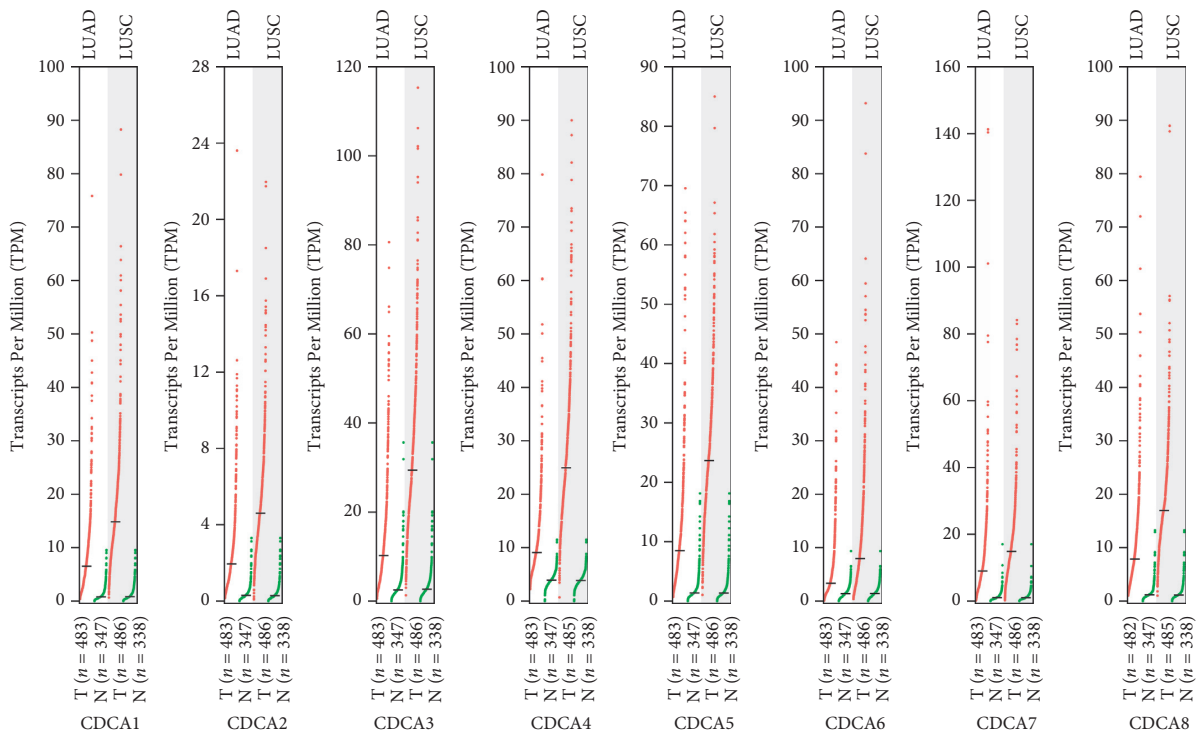 LUAD
LUSC
Transcripts Per Million (TPM)
100
90
80
70
60
50
40
30
20
10
0
T (n = 483)
N (n = 347)
T (n = 486)
N (n = 338)
CDCA1
LUAD
LUSC
Transcripts Per Million (TPM)
28
24
20
16
12
8
4
0
T (n = 483)
N (n = 347)
T (n = 486)
N (n = 338)
CDCA2
LUAD
LUSC
Transcripts Per Million (TPM)
120
100
80
60
40
20
0
T (n = 483)
N (n = 347)
T (n = 486)
N (n = 338)
CDCA3
LUAD
LUSC
Transcripts Per Million (TPM)
100
90
80
70
60
50
40
30
20
10
0
T (n = 483)
N (n = 347)
T (n = 485)
N (n = 338)
CDCA4
LUAD
LUSC
Transcripts Per Million (TPM)
90
80
70
60
50
40
30
20
10
0
T (n = 483)
N (n = 347)
T (n = 486)
N (n = 338)
CDCA5
LUAD
LUSC
Transcripts Per Million (TPM)
100
90
80
70
60
50
40
30
20
10
0
T (n = 483)
N (n = 347)
T (n = 486)
N (n = 338)
CDCA6
LUAD
LUSC
Transcripts Per Million (TPM)
160
140
120
100
80
60
40
20
0
T (n = 483)
N (n = 347)
T (n = 486)
N (n = 338)
CDCA7
LUAD
LUSC
Transcripts Per Million (TPM)
100
90
80
70
60
50
40
30
20
10
0
T (n = 482)
N (n = 347)
T (n = 485)
N (n = 338)
CDCA8